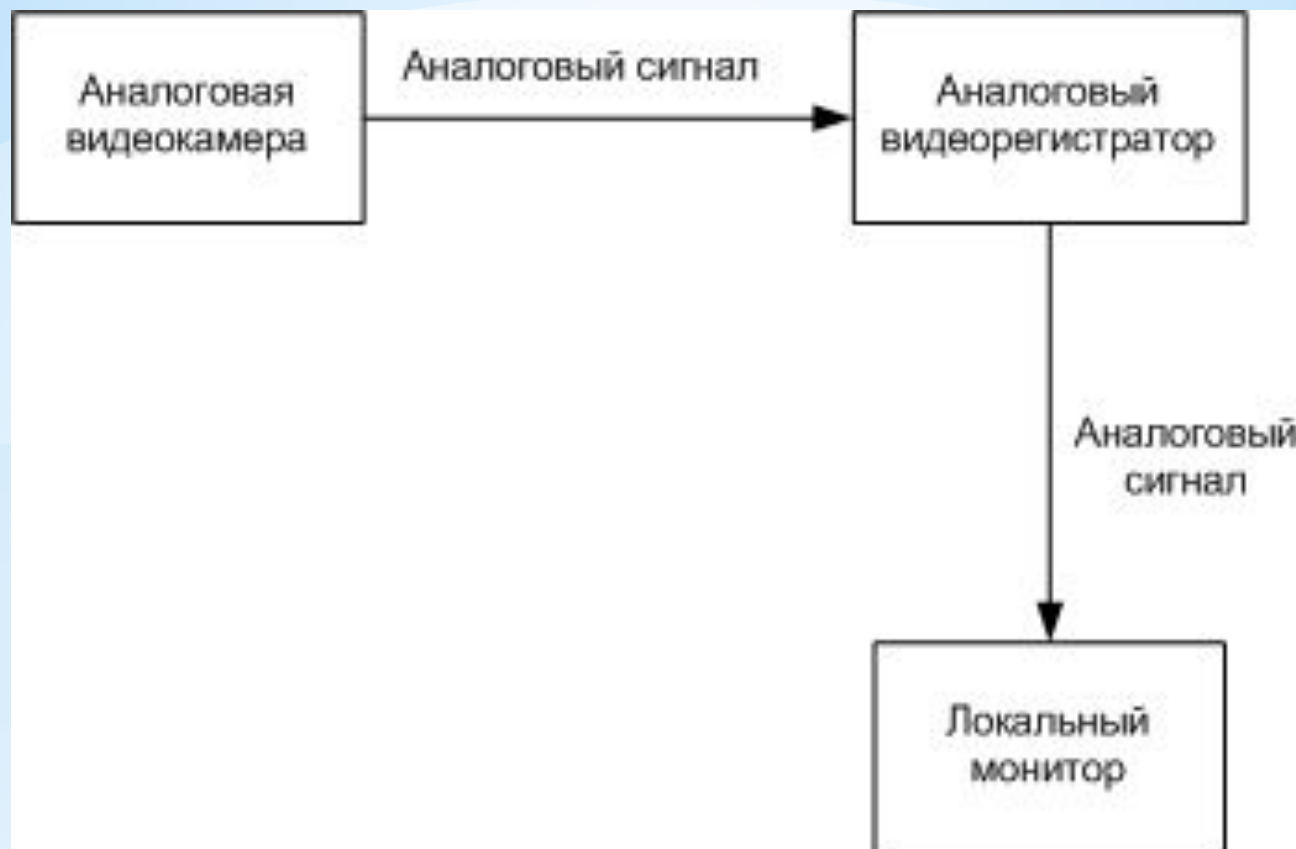 Аналоговая
видеокамера
Аналоговый сигнал
Аналоговый
видеорегистратор
Аналоговый
сигнал
Локальный
монитор